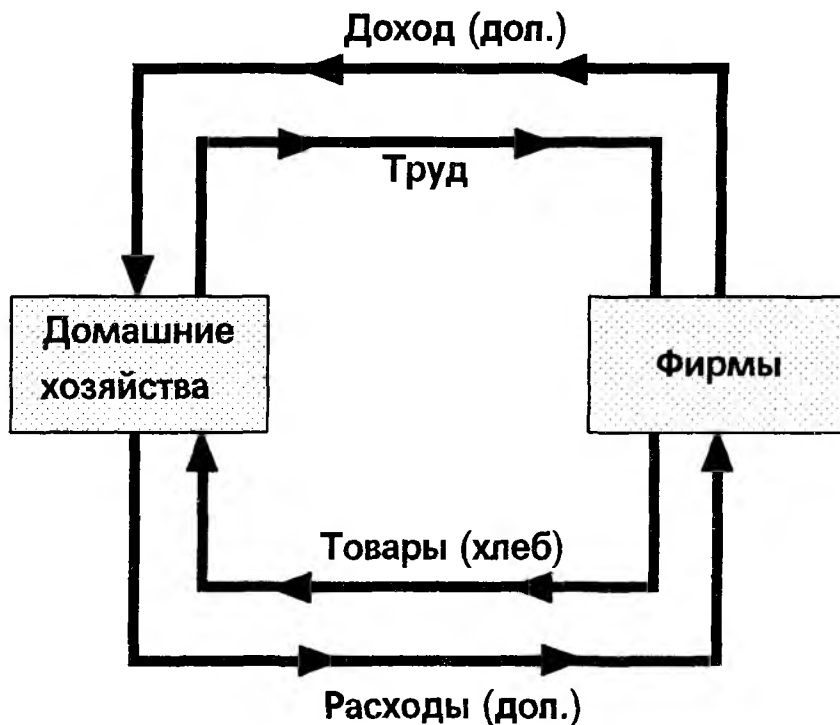 Доход (дол.)
Труд
Домашние
хозяйства
Фирмы
Товары (хлеб)
Расходы (дол.)